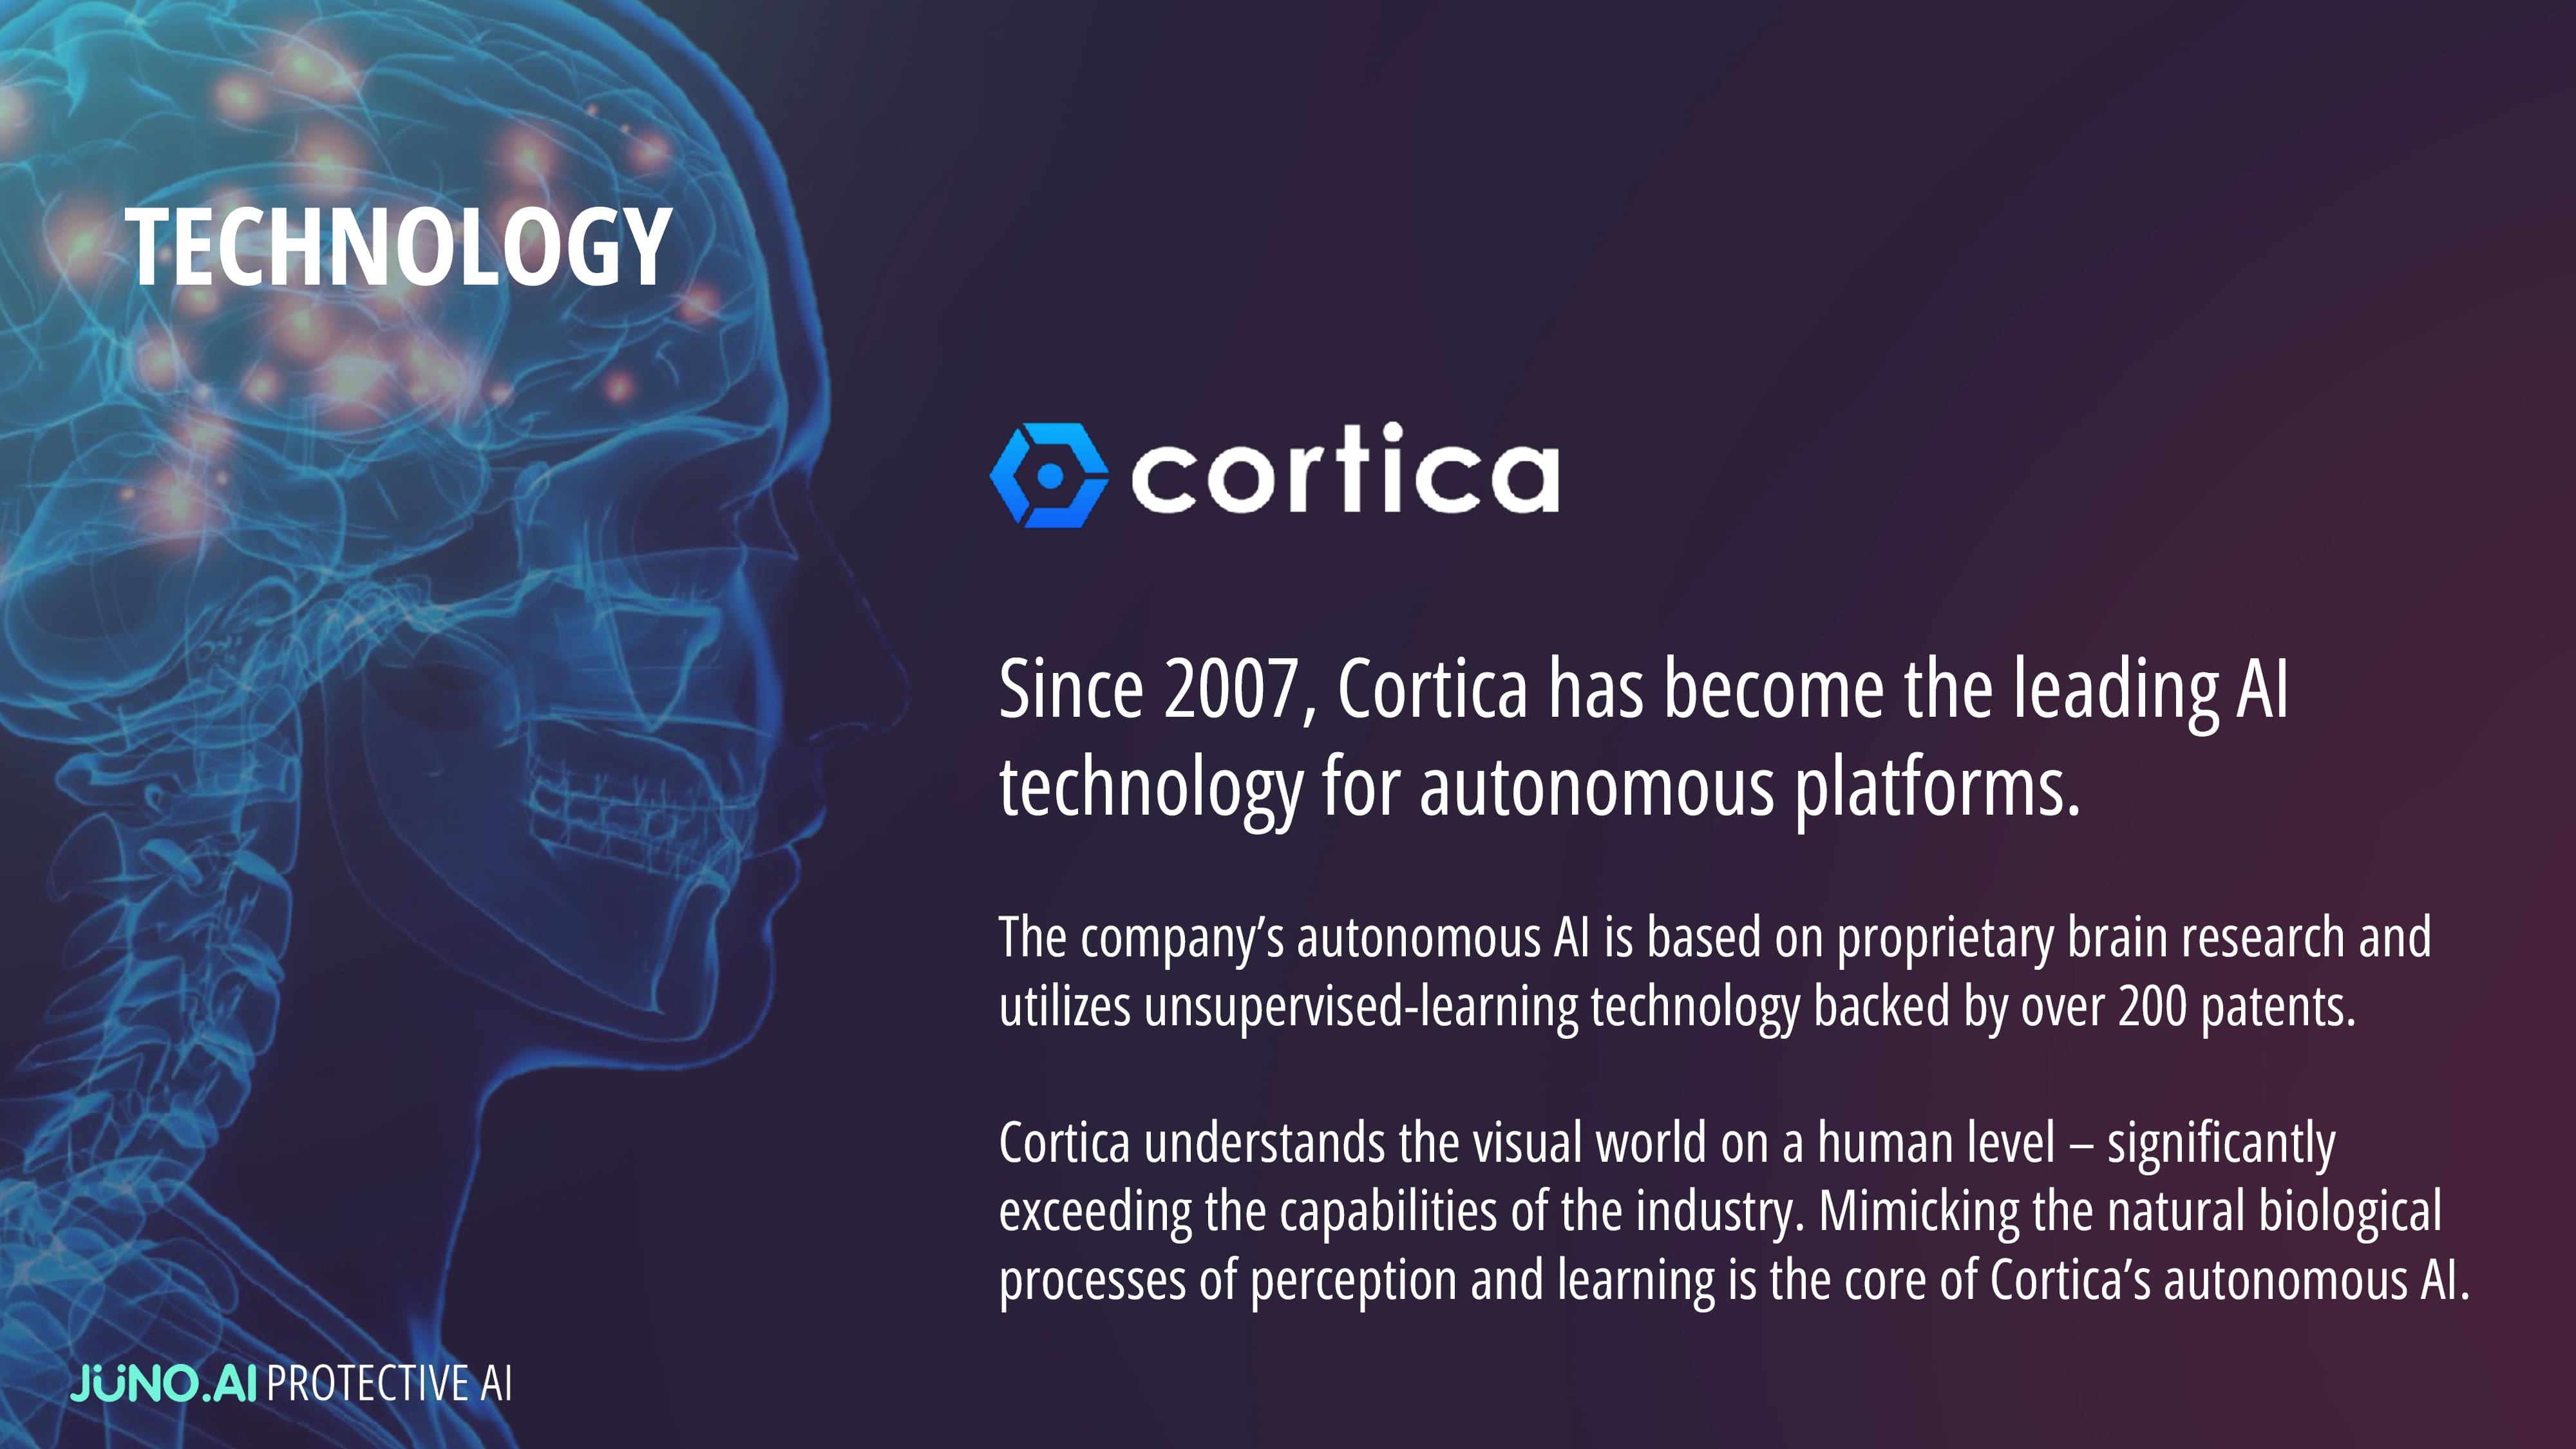 TECHNOLOGY
cortica
Since 2007, Cortica has become the leading AI
technology for autonomous platforms.
The company’s autonomous AI is based on proprietary brain research and
utilizes unsupervised-learning technology backed by over 200 patents.
Cortica understands the visual world on a human level – significantly
exceeding the capabilities of the industry. Mimicking the natural biological
processes of perception and learning is the core of Cortica’s autonomous AI.
JÜNO.AI PROTECTIVE AI